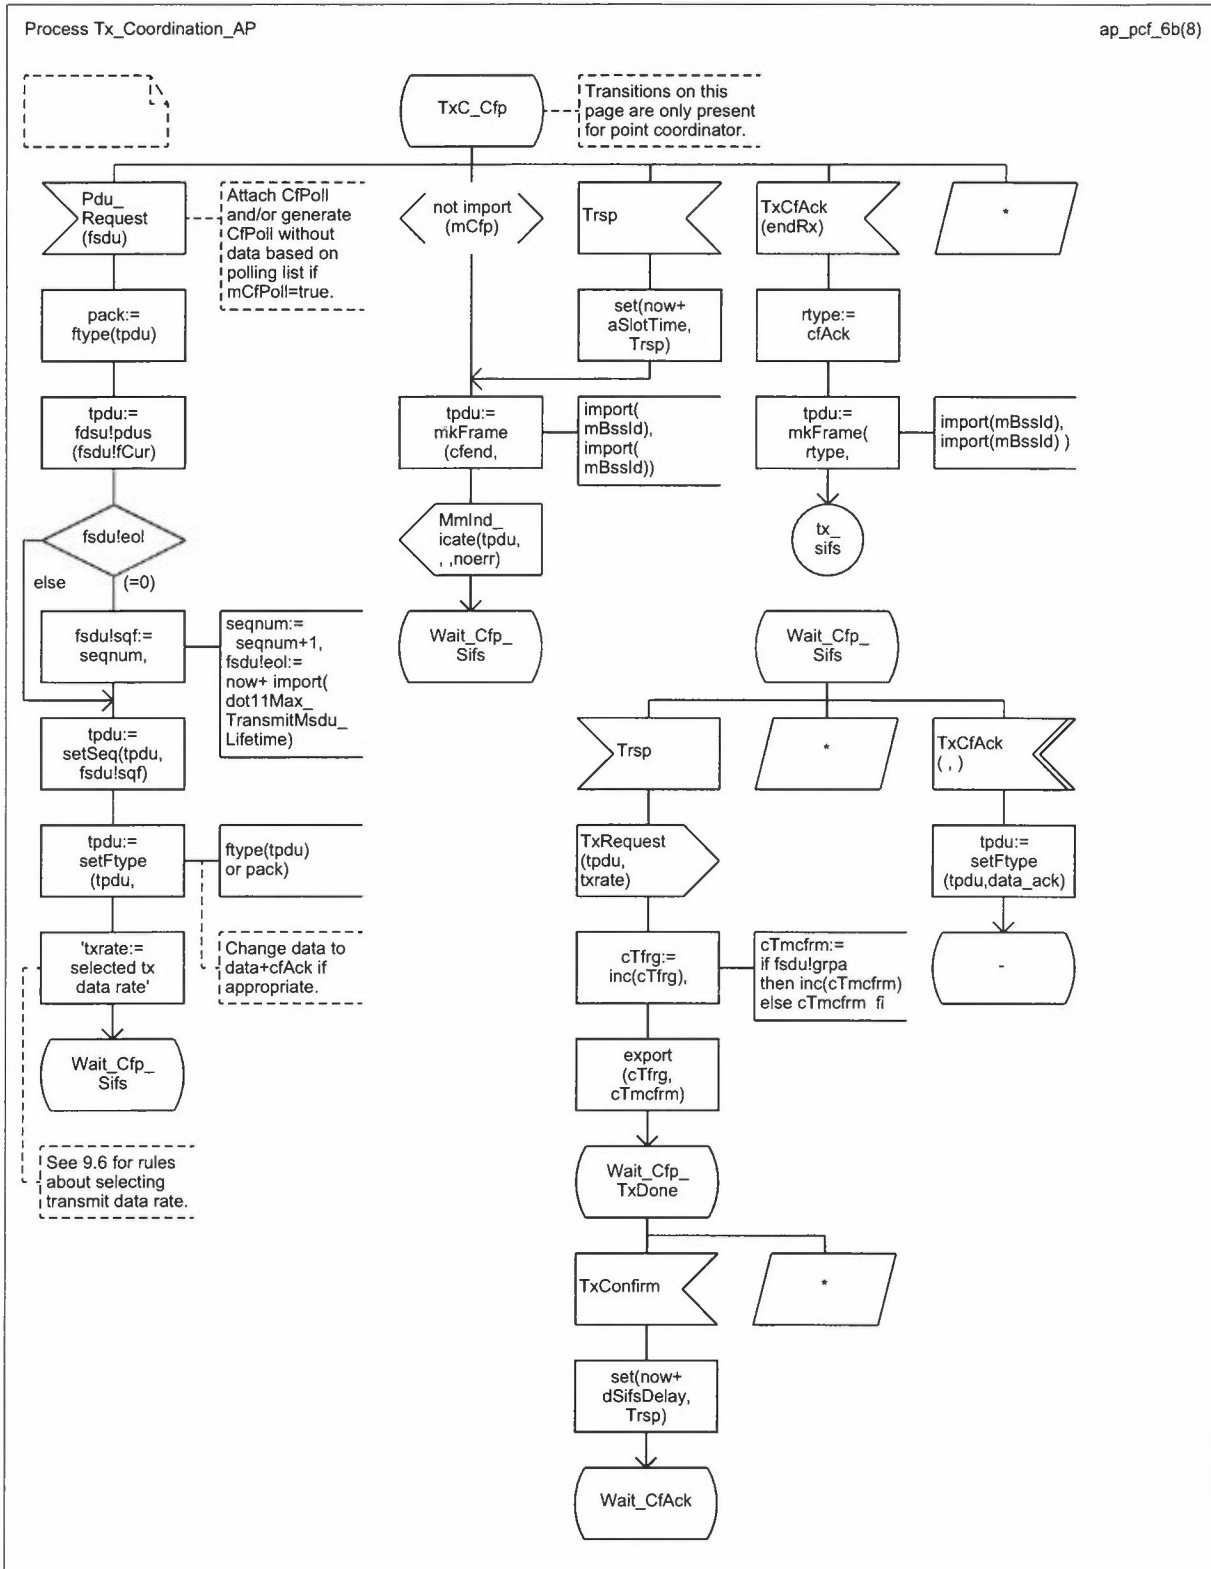 Process Tx_Coordination_AP
ap_pcf_6b(8)
TxC_Cfp
Transitions on this
page are only present
for point coordinator.
Pdu_
Request
(fsdu)
Attach CfPoll
and/or generate
CfPoll without
data based on
polling list if
mCfPoll=true.
not import
(mCfp)
Trsp
TxCfAck
(endRx)
*
pack:=
ftype(tpdu)
set(now+
aSlotTime,
Trsp)
rtype:=
cfAck
tpdu:=
fdsu!pdus
(fsdu!fCur)
tpdu:=
mkFrame
(cfend,
import(
mBssId),
import(
mBssId))
tpdu:=
mkFrame(
rtype,
import(mBssId),
import(mBssId) )
fsdu!eol
else
(=0)
MmInd_
icate(tpdu,
, ,noerr)
tx_
sifs
fsdu!sqf:=
seqnum,
seqnum:=
seqnum+1,
fsdu!eol:=
now+ import(
dot11Max_
TransmitMsdu_
Lifetime)
Wait_Cfp_
Sifs
Wait_Cfp_
Sifs
tpdu:=
setSeq(tpdu,
fsdu!sqf)
Trsp
*
TxCfAck
( , )
tpdu:=
setFtype
(tpdu,
ftype(tpdu)
or pack)
TxRequest
(tpdu,
txrate)
tpdu:=
setFtype
(tpdu,data_ack)
'txrate:=
selected tx
data rate'
Change data to
data+cfAck if
appropriate.
cTfrg:=
inc(cTfrg),
cTmcfrm:=
if fsdu!grpa
then inc(cTmcfrm)
else cTmcfrm fi
-
Wait_Cfp_
Sifs
export
(cTfrg,
cTmcfrm)
See 9.6 for rules
about selecting
transmit data rate.
Wait_Cfp_
TxDone
TxConfirm
*
set(now+
dSifsDelay,
Trsp)
Wait_CfAck